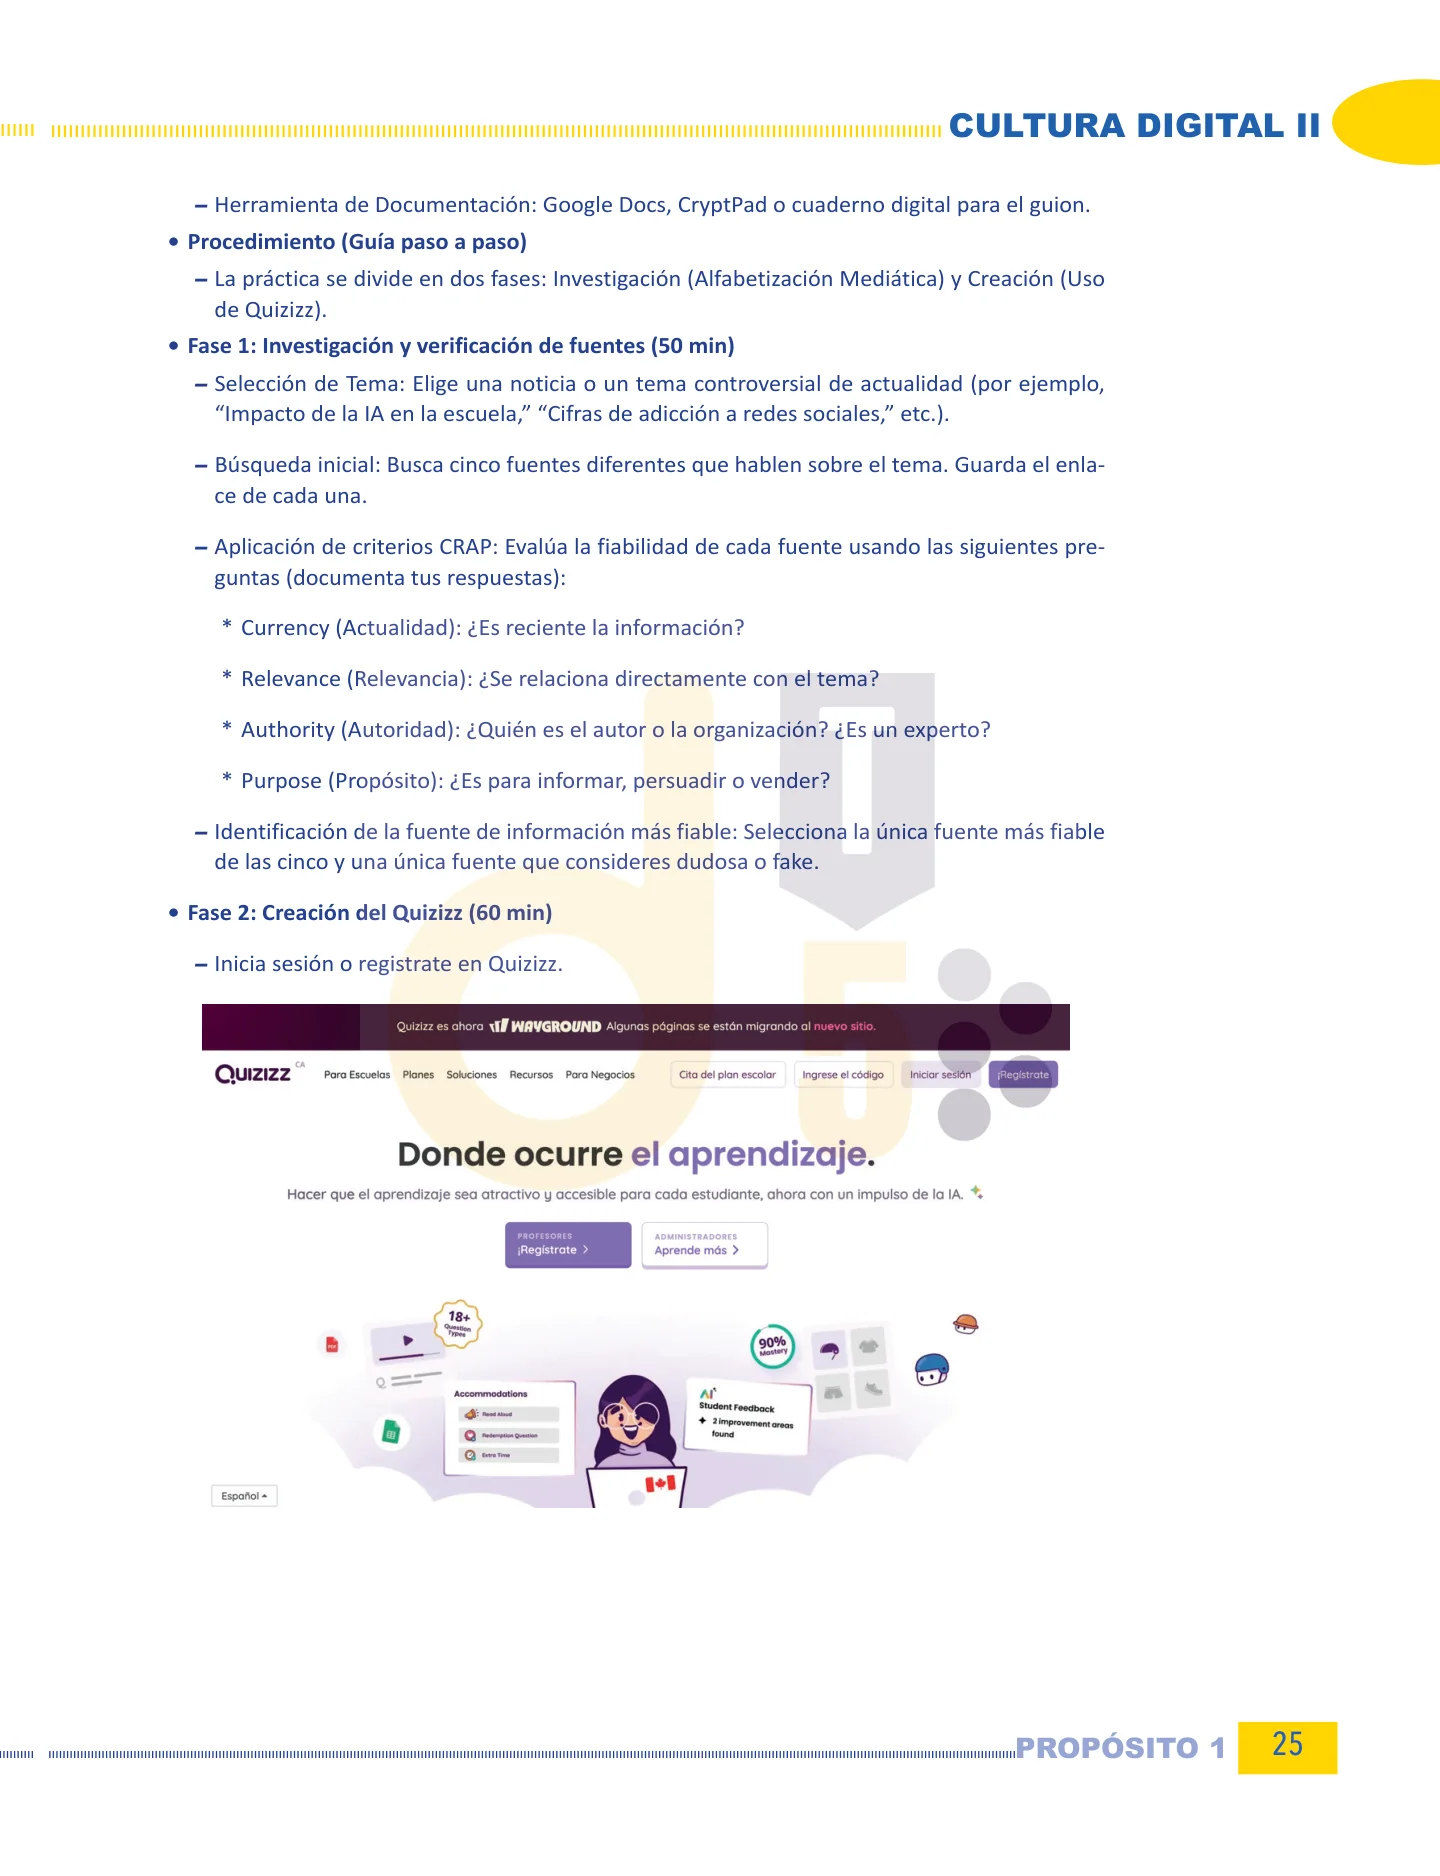 CULTURA DIGITAL II
– Herramienta de Documentación: Google Docs, CryptPad o cuaderno digital para el guion.
• Procedimiento (Guía paso a paso)
– La práctica se divide en dos fases: Investigación (Alfabetización Mediática) y Creación (Uso
de Quizizz).
• Fase 1: Investigación y verificación de fuentes (50 min)
– Selección de Tema: Elige una noticia o un tema controversial de actualidad (por ejemplo,
“Impacto de la IA en la escuela,” “Cifras de adicción a redes sociales,” etc.).
– Búsqueda inicial: Busca cinco fuentes diferentes que hablen sobre el tema. Guarda el enla-
ce de cada una.
– Aplicación de criterios CRAP: Evalúa la fiabilidad de cada fuente usando las siguientes pre-
guntas (documenta tus respuestas):
* Currency (Actualidad): ¿Es reciente la información?
* Relevance (Relevancia): ¿Se relaciona directamente con el tema?
* Authority (Autoridad): ¿Quién es el autor o la organización? ¿Es un experto?
* Purpose (Propósito): ¿Es para informar, persuadir o vender?
– Identificación de la fuente de información más fiable: Selecciona la única fuente más fiable
de las cinco y una única fuente que consideres dudosa o fake.
• Fase 2: Creación del Quizizz (60 min)
– Inicia sesión o registrate en Quizizz.
Quizizz es ahora WAYGROUND Algunas páginas se están migrando al nuevo sitio.
Quizizz CA Para Escuelas Planes Soluciones Recursos Para Negocios Cita del plan escolar Ingrese el código Iniciar sesión ¡Regístrate
Donde ocurre el aprendizaje.
Hacer que el aprendizaje sea atractivo y accesible para cada estudiante, ahora con un impulso de la IA.
PROFESORES
¡Regístrate >
ADMINISTRADORES
Aprende más >
18+
Question
Types
90%
Mastery
PDF
Accommodations
Read Aloud
Redemption Question
Extra Time
AI
Student Feedback
2 improvement areas
found
Español
PROPÓSITO 1 25
d5